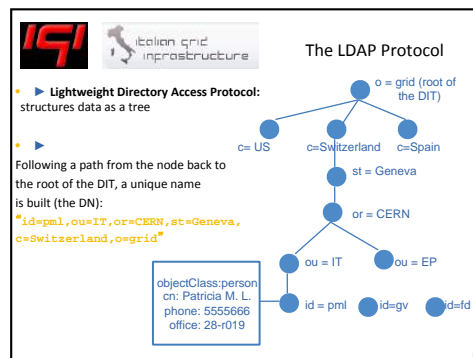 IGI
italian grid
infrastructure
The LDAP Protocol
• ► Lightweight Directory Access Protocol:
structures data as a tree
• ►
Following a path from the node back to
the root of the DIT, a unique name
is built (the DN):
"id=pml,ou=IT,or=CERN,st=Geneva,
c=Switzerland,o=grid"
o = grid (root of
the DIT)
c= US
c=Switzerland
c=Spain
st = Geneva
or = CERN
ou = IT
ou = EP
objectClass:person
cn: Patricia M. L.
phone: 5555666
office: 28-r019
id = pml
id=gv
id=fd